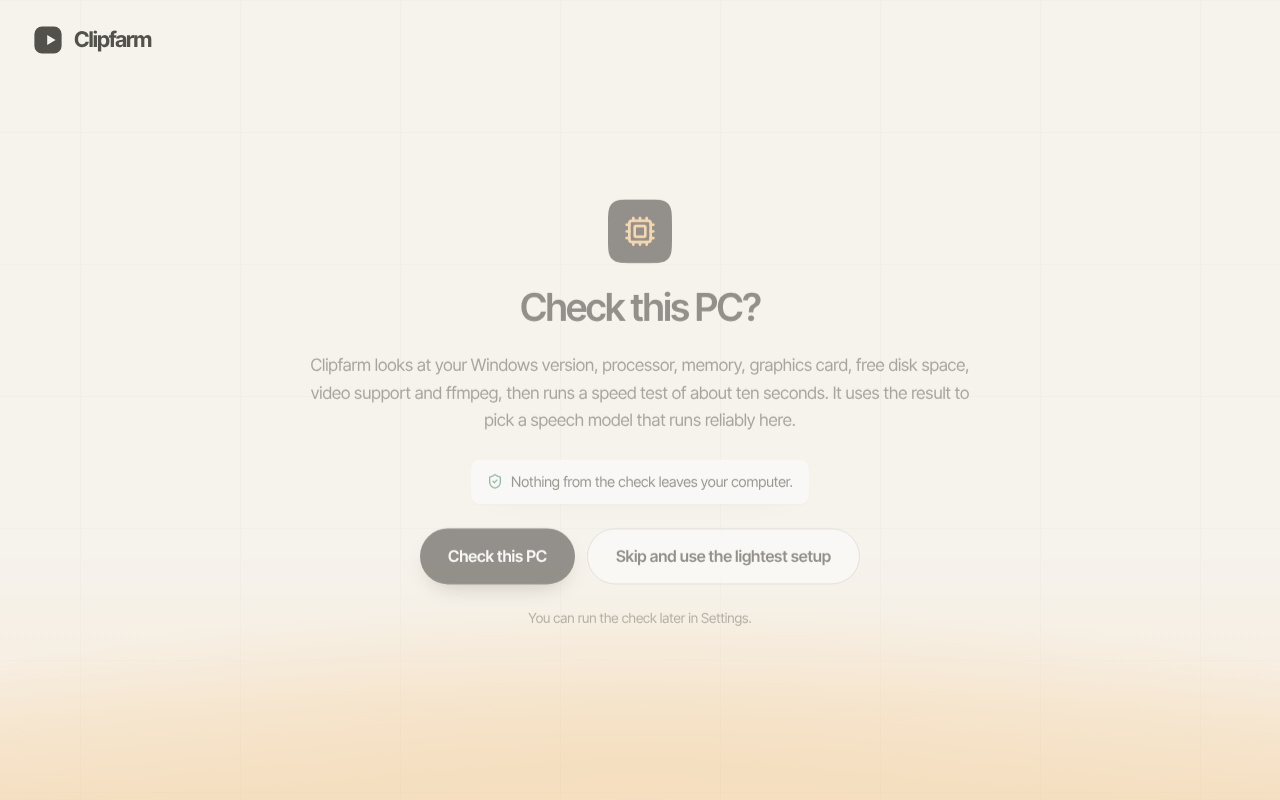 Clipfarm
Check this PC?
Clipfarm looks at your Windows version, processor, memory, graphics card, free disk space,
video support and ffmpeg, then runs a speed test of about ten seconds. It uses the result to
pick a speech model that runs reliably here.
Nothing from the check leaves your computer.
Check this PC
Skip and use the lightest setup
You can run the check later in Settings.